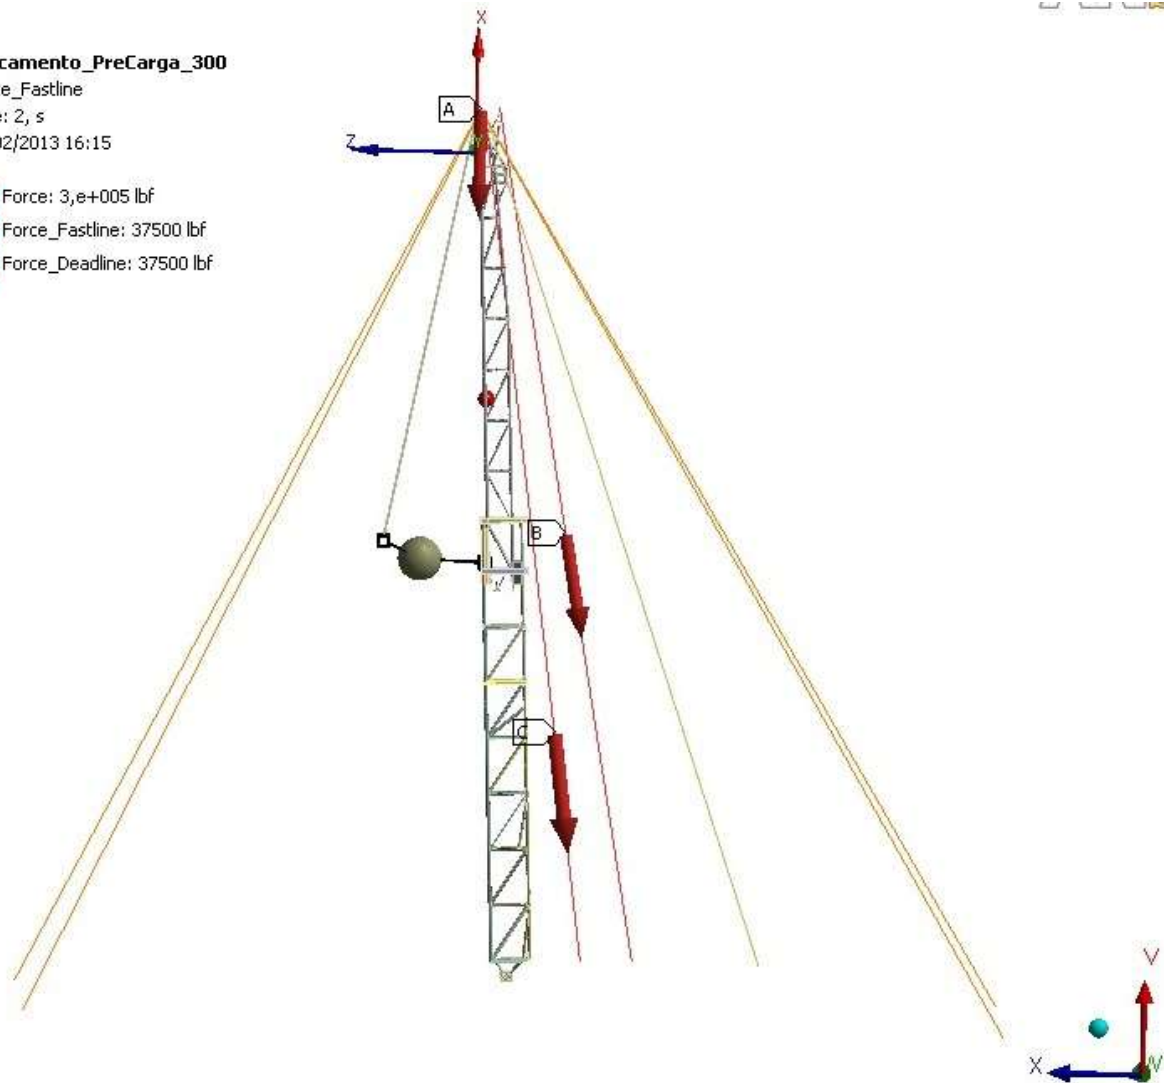 camento_PreCarga_300
e_Fastline
: 2, s
02/2013 16:15
Force: 3,e+005 lbf
Force_Fastline: 37500 lbf
Force_Deadline: 37500 lbf
X
A
Z
B
C
X